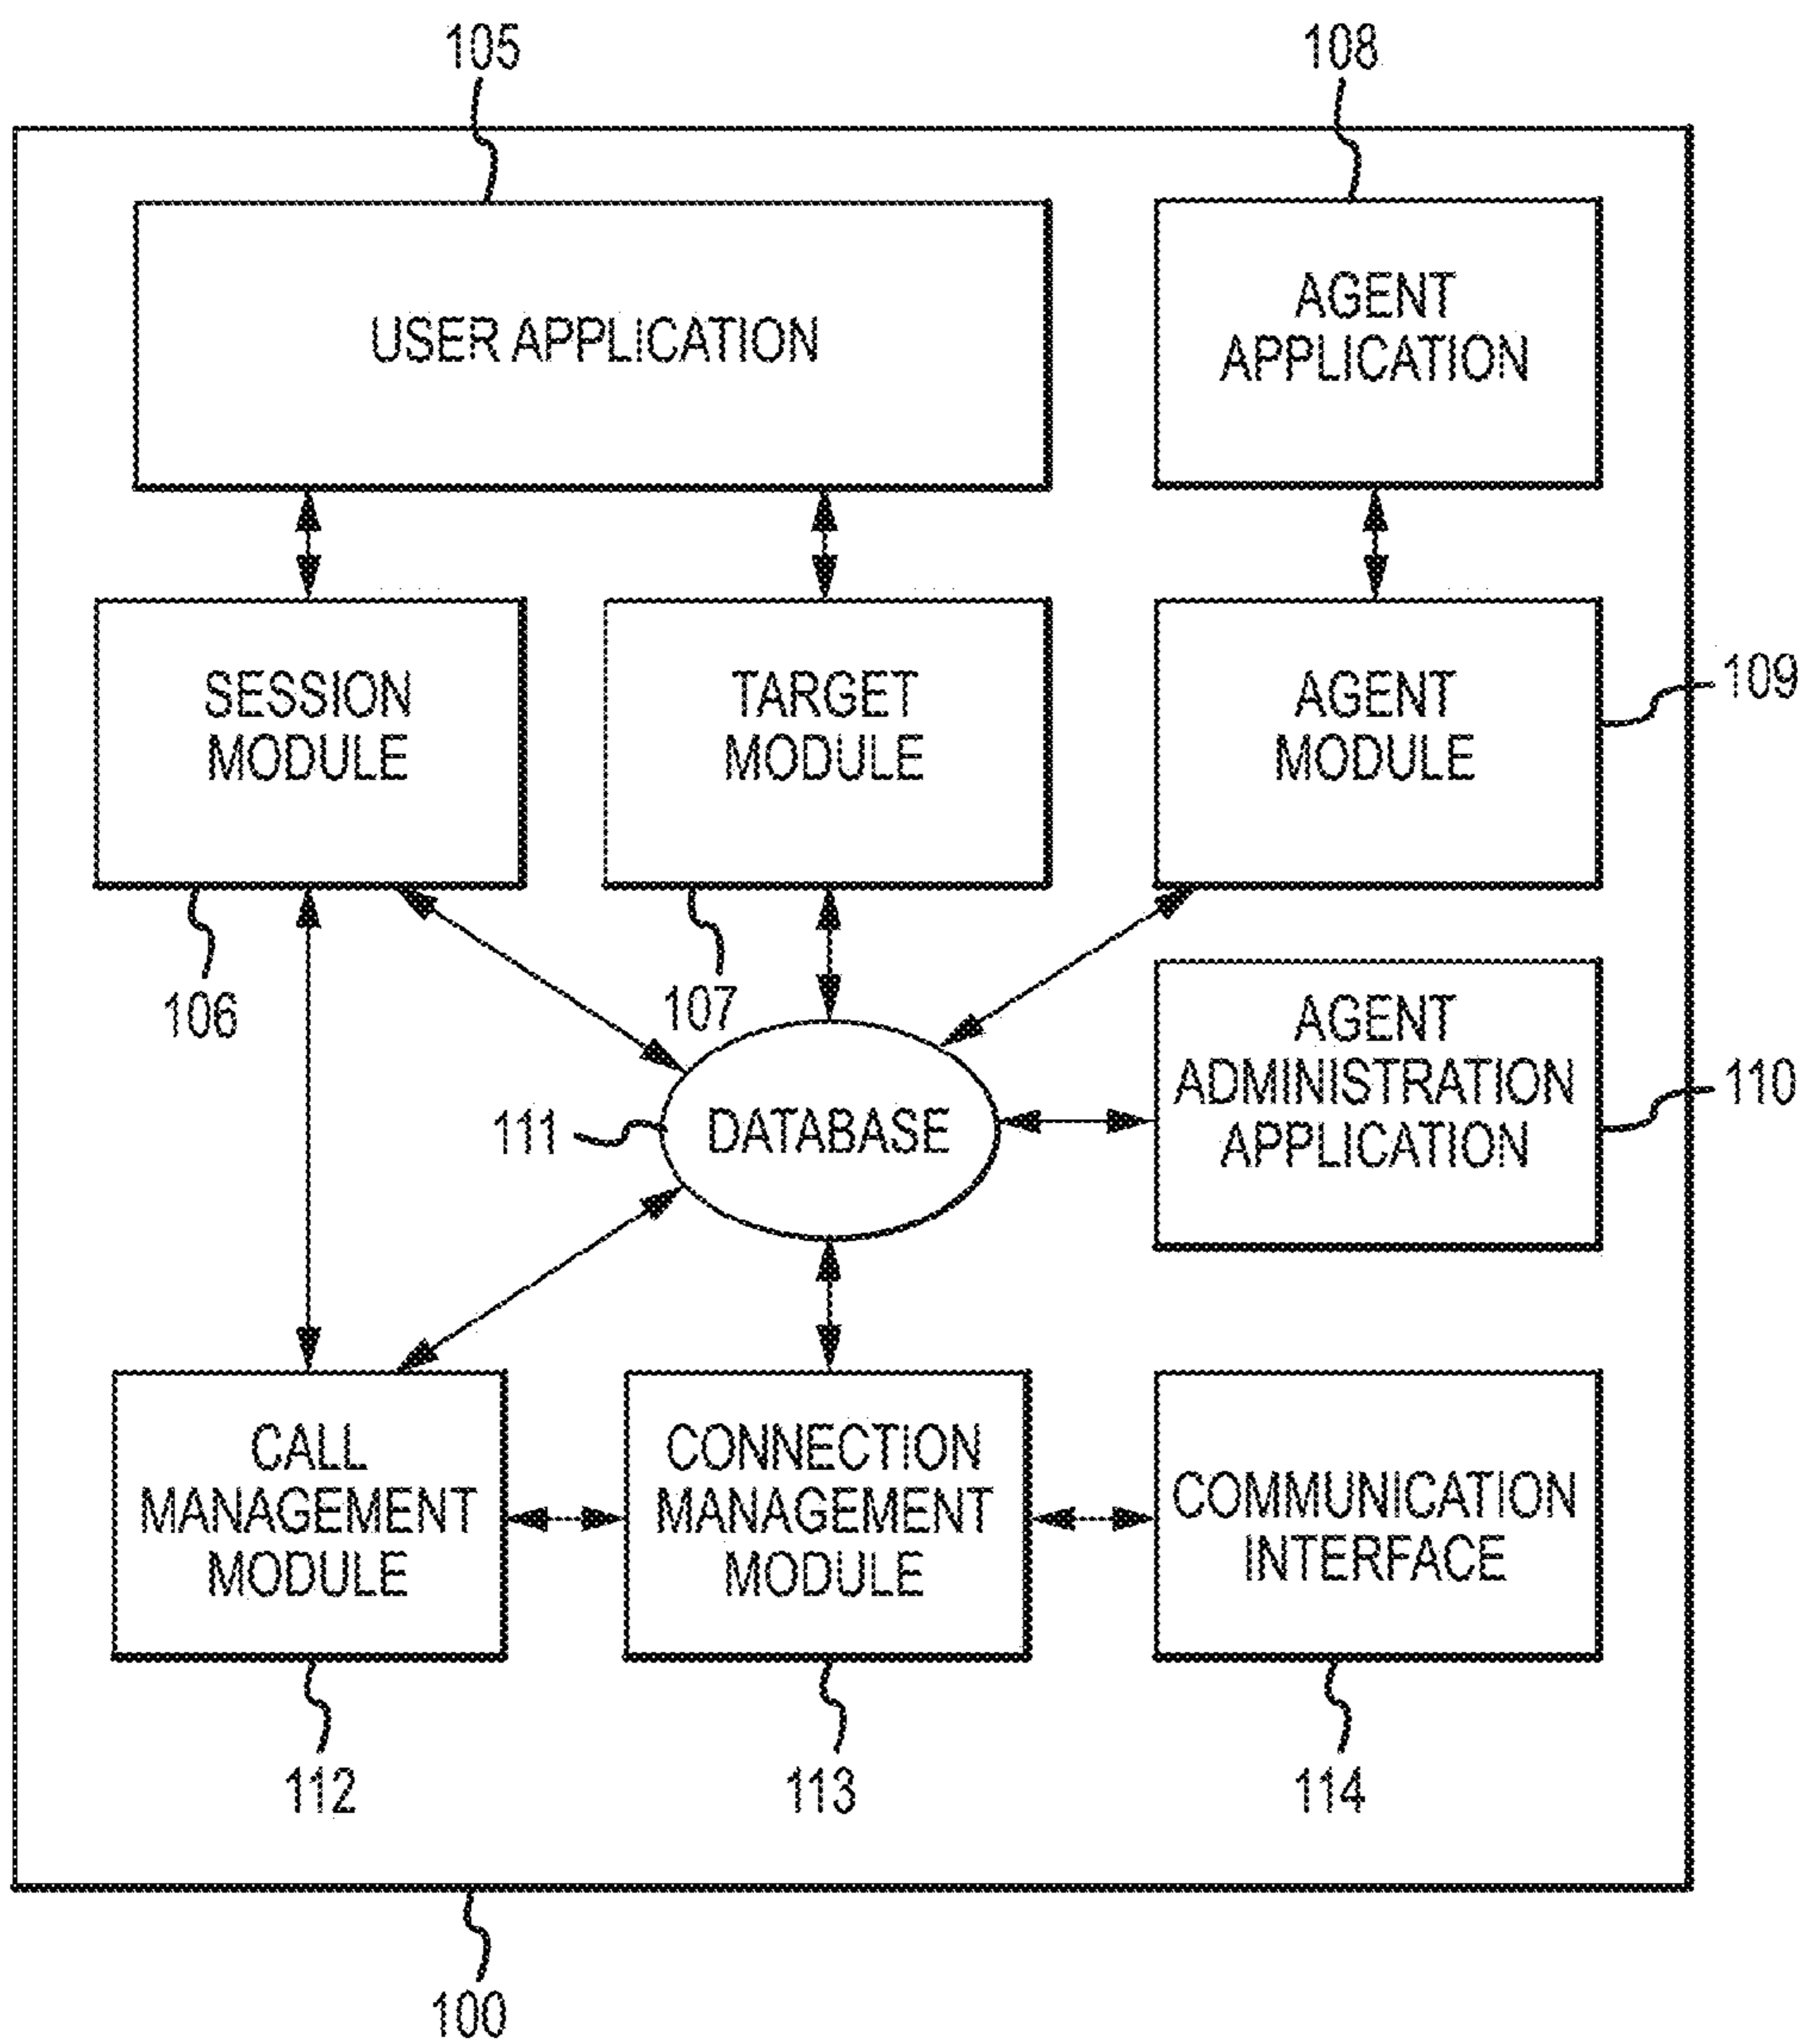 105
108
USER APPLICATION
AGENT
APPLICATION
SESSION
MODULE
TARGET
MODULE
AGENT
MODULE
109
106
107
AGENT
ADMINISTRATION
APPLICATION
110
111
DATABASE
CALL
MANAGEMENT
MODULE
CONNECTION
MANAGEMENT
MODULE
COMMUNICATION
INTERFACE
112
113
114
100